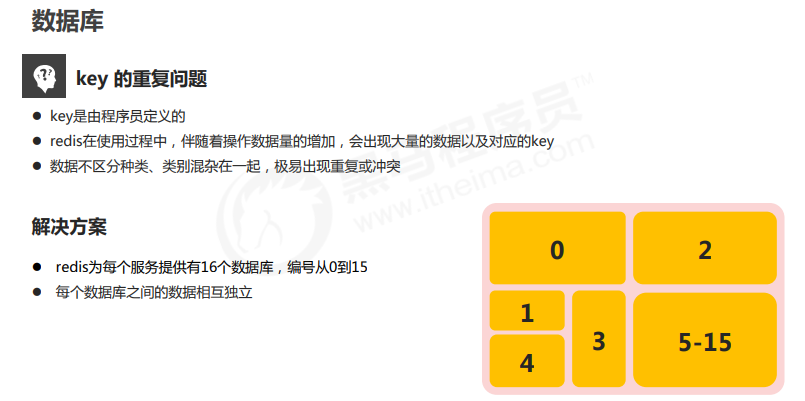 数据库
key 的重复问题
● key是由程序员定义的
● redis在使用过程中，伴随着操作数据量的增加，会出现大量的数据以及对应的key
● 数据不区分种类、类别混杂在一起，极易出现重复或冲突
解决方案
● redis为每个服务提供有16个数据库，编号从0到15
● 每个数据库之间的数据相互独立
0
2
1
3
4
5-15
黑马程序员™
www.itheima.com